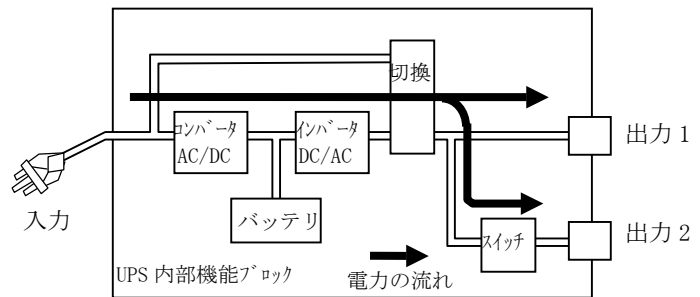 切換
コンバータ
AC/DC
インバータ
DC/AC
出力 1
入力
バッテリ
スイッチ
出力 2
UPS 内部機能ブロック
電力の流れ